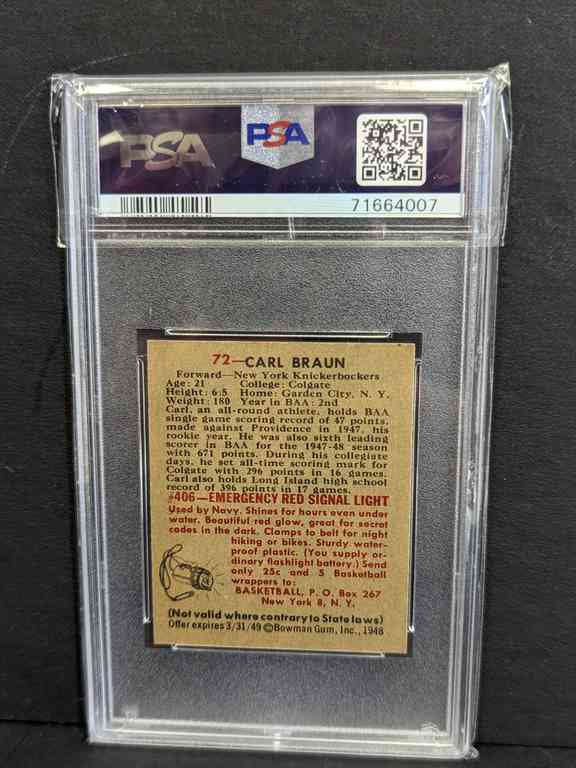 PSA
PSA
71664007
72—CARL BRAUN
Forward—New York Knickerbockers
Age: 21 College: Colgate
Height: 6:5 Home: Garden City, N. Y.
Weight: 180 Year in BAA: 2nd
Carl, an all-round athlete, holds BAA
single game scoring record of 47 points,
made against Providence in 1947, his
rookie year. He was also sixth leading
scorer in BAA for the 1947-48 season
with 671 points. During his collegiate
days, he set all-time scoring mark for
Colgate with 296 points in 16 games.
Carl also holds Long Island high school
record of 396 points in 17 games.
#406—EMERGENCY RED SIGNAL LIGHT
Used by Navy. Shines for hours even under
water. Beautiful red glow, great for secret
codes in the dark. Clamps to belt for night
hiking or bikes. Sturdy water-
proof plastic. (You supply or-
dinary flashlight battery.) Send
only 25c and 5 Basketball
wrappers to:
BASKETBALL, P. O. Box 267
New York 8, N. Y.
(Not valid where contrary to State laws)
Offer expires 3/31/49 ©Bowman Gum, Inc., 1948